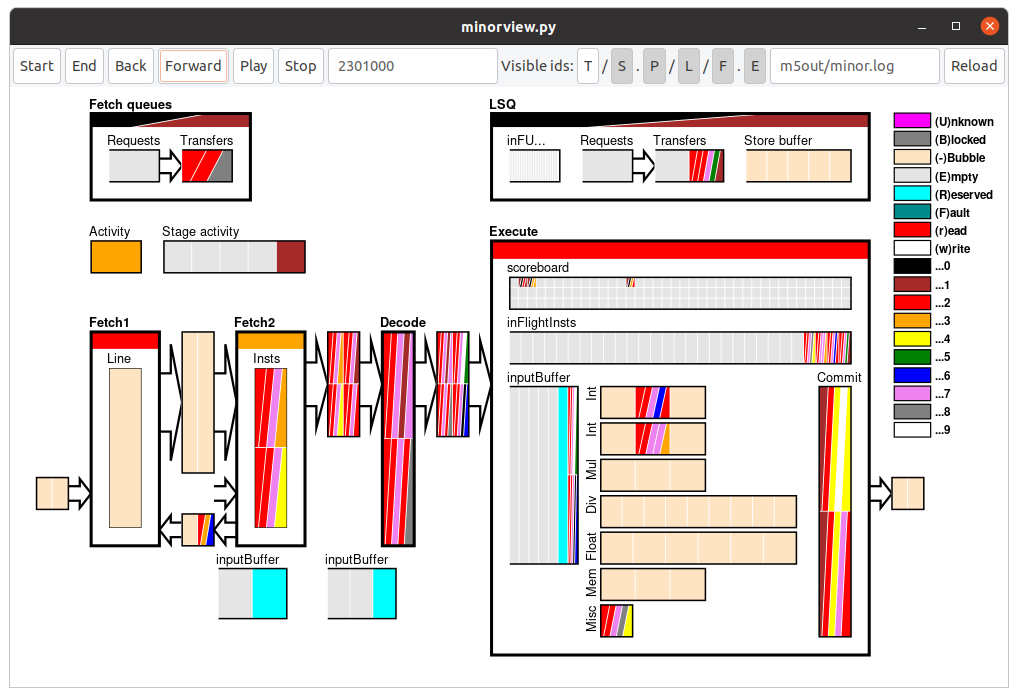 minorview.py
Start End Back Forward Play Stop 2301000 Visible ids: T / S . P / L / F . E m5out/minor.log Reload
Fetch queues
Requests Transfers
LSQ
inFU... Requests Transfers Store buffer
Activity Stage activity
Execute
scoreboard
inFlightInsts
Fetch1 Fetch2 Decode
Line Insts
inputBuffer Commit
Int
Int
Mul
Div
Float
Mem
Misc
inputBuffer inputBuffer
(U)nknown
(B)locked
(-)Bubble
(E)mpty
(R)eserved
(F)ault
(r)ead
(w)rite
...0
...1
...2
...3
...4
...5
...6
...7
...8
...9